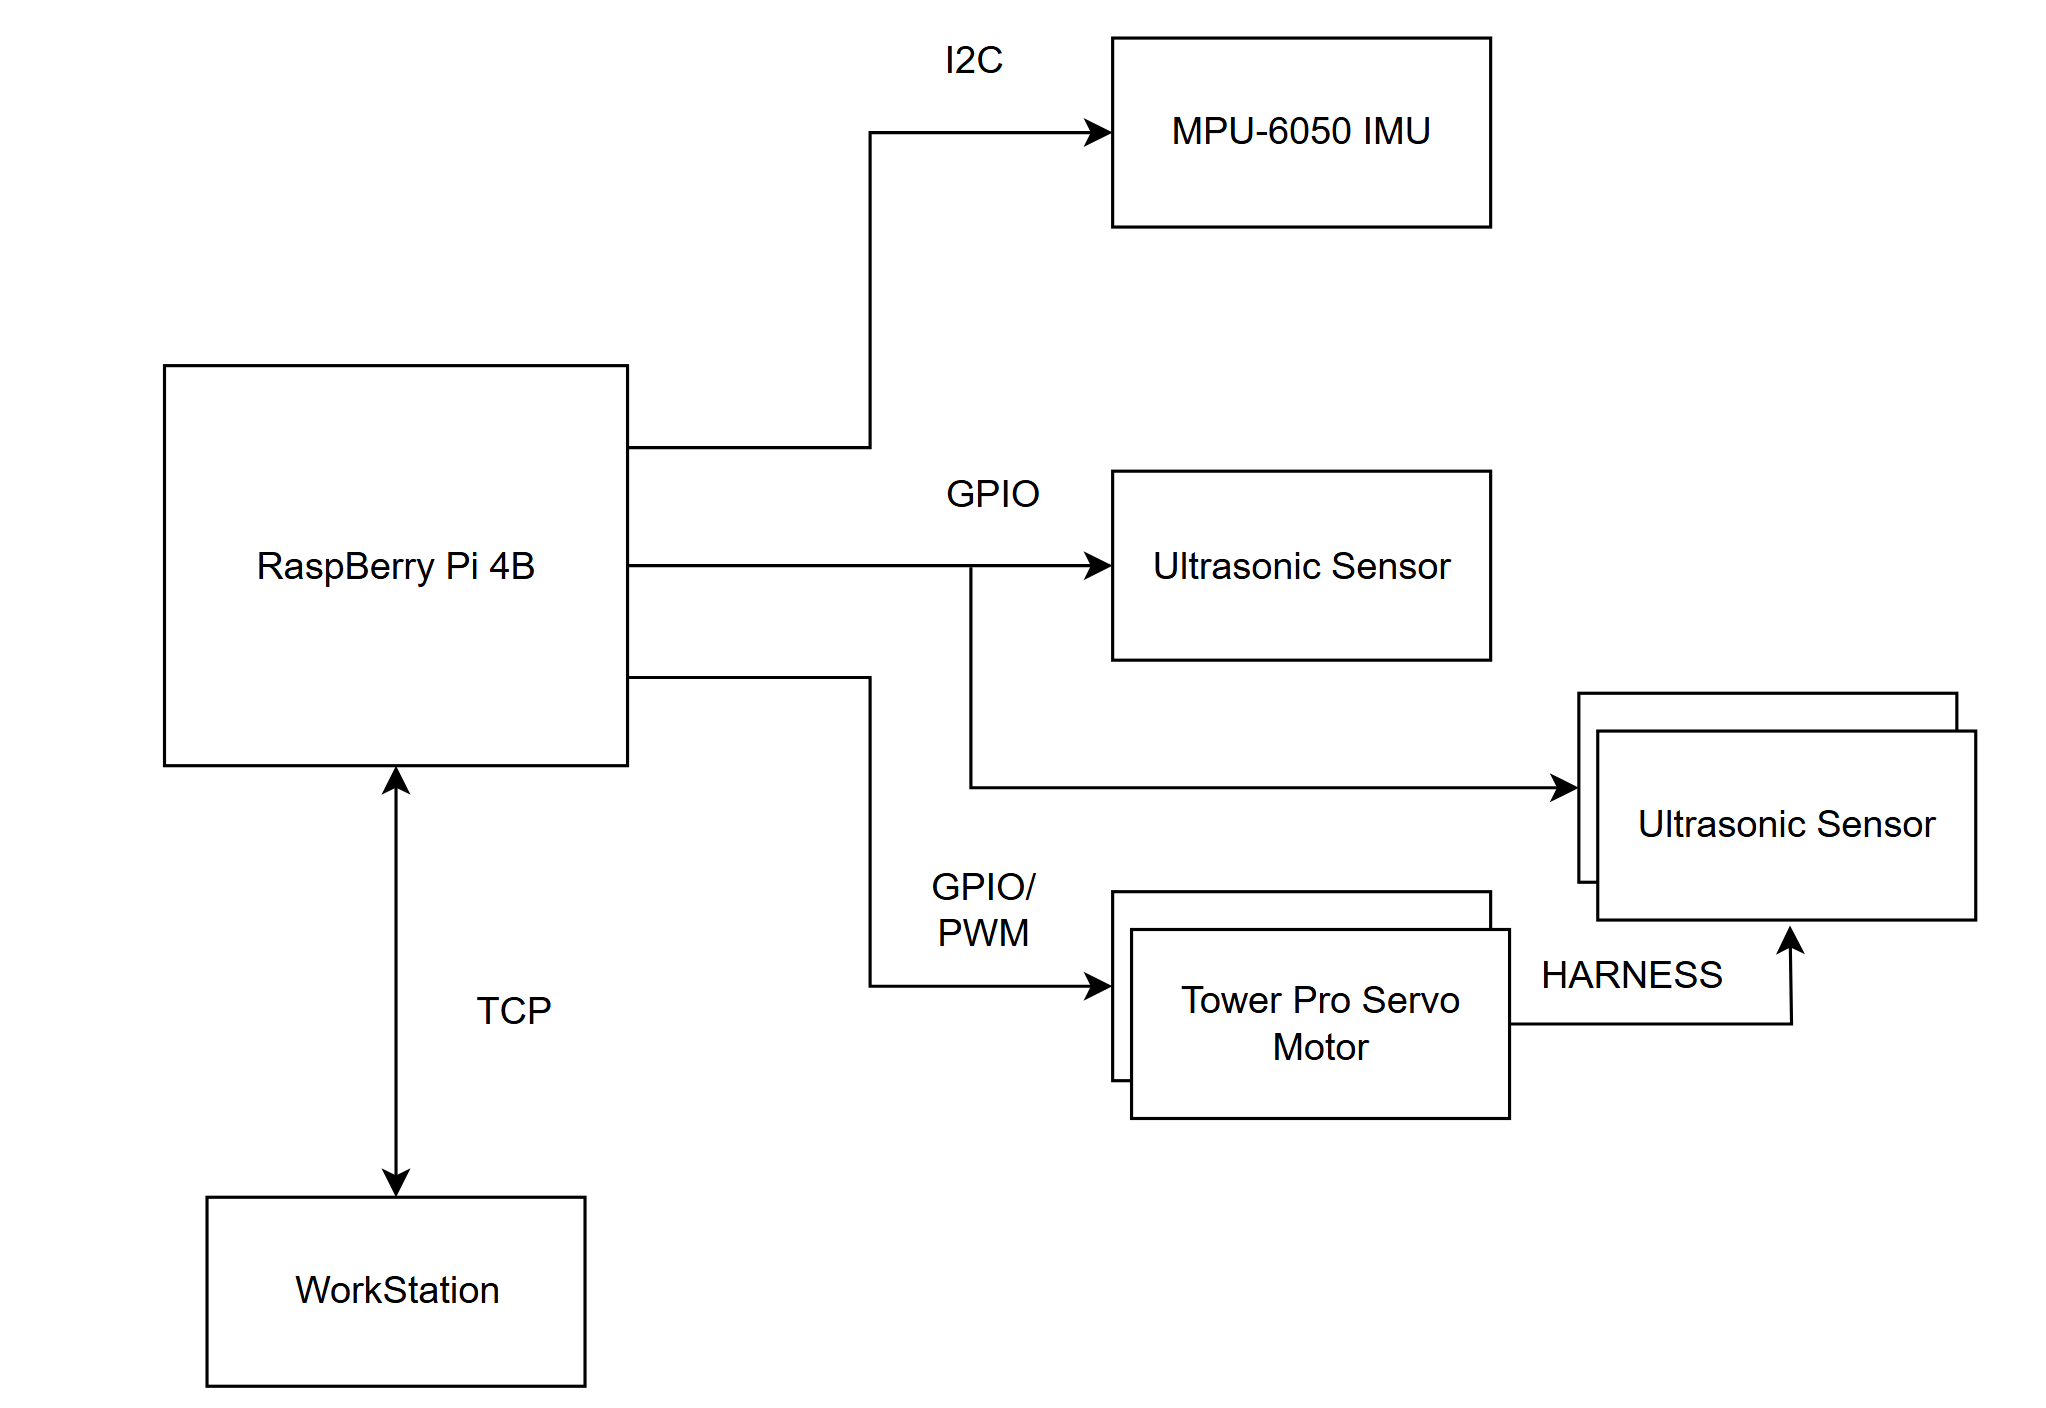 I2C
MPU-6050 IMU
GPIO
RaspBerry Pi 4B
Ultrasonic Sensor
Ultrasonic Sensor
GPIO/
PWM
HARNESS
Tower Pro Servo
Motor
TCP
WorkStation